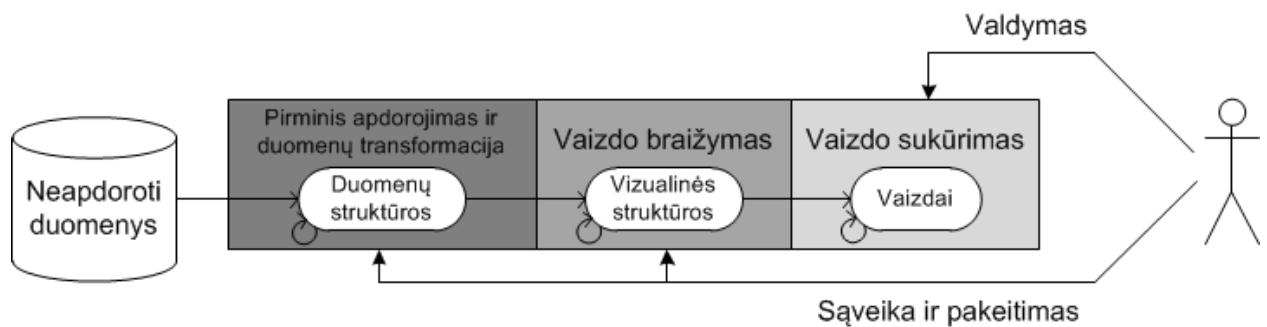 Valdymas
Pirminis apdorojimas ir
duomenų transformacija
Vaizdo braižymas
Vaizdo sukūrimas
Neapdoroti
duomenys
Duomenų
struktūros
Vizualinės
struktūros
Vaizdai
Sąveika ir pakeitimas